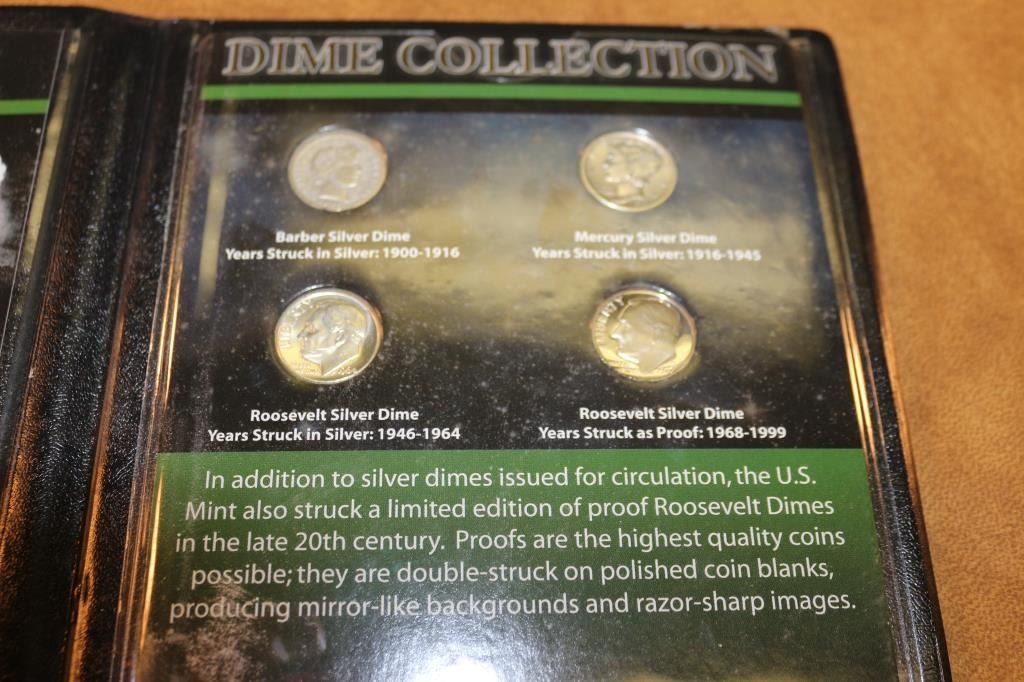 DIME COLLECTION
Barber Silver Dime
Years Struck in Silver: 1900-1916
Mercury Silver Dime
Years Struck in Silver: 1916-1945
LIBERTY
LIBERTY
Roosevelt Silver Dime
Years Struck in Silver: 1946-1964
Roosevelt Silver Dime
Years Struck as Proof: 1968-1999
In addition to silver dimes issued for circulation, the U.S.
Mint also struck a limited edition of proof Roosevelt Dimes
in the late 20th century. Proofs are the highest quality coins
possible; they are double-struck on polished coin blanks,
producing mirror-like backgrounds and razor-sharp images.